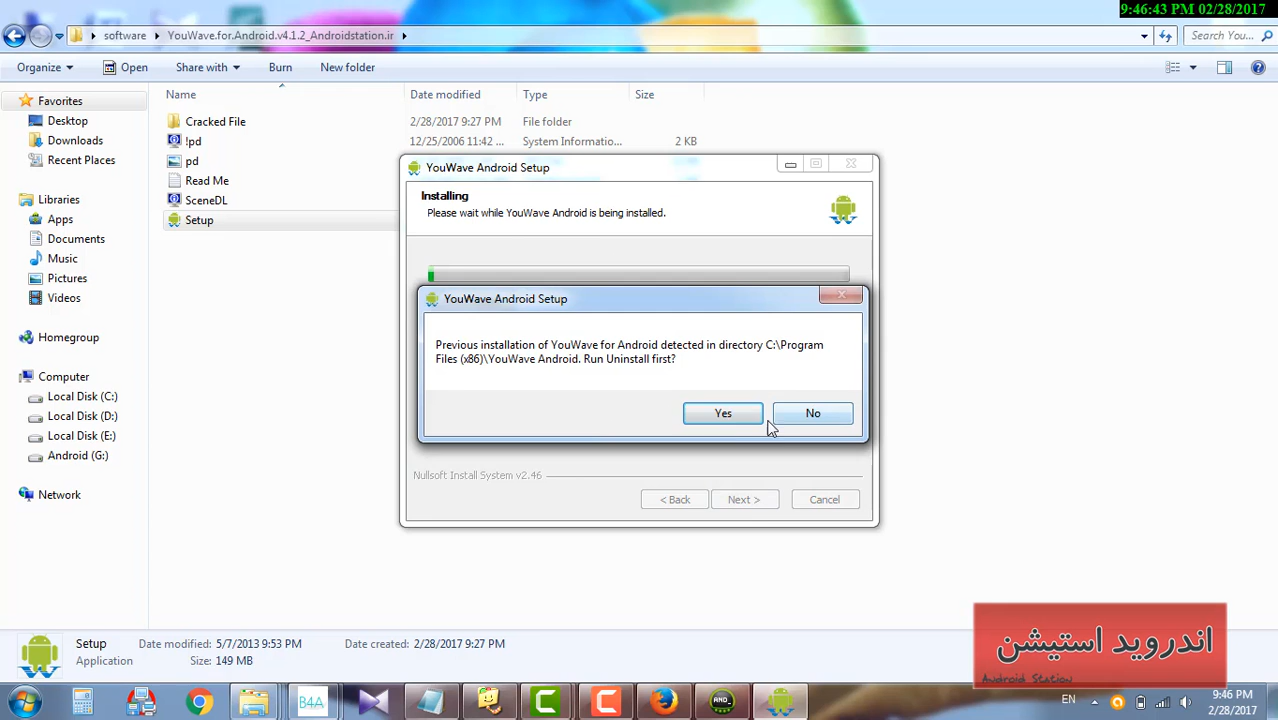 9:46:43 PM 02/28/2017
software YouWave.for.Android.v4.1.2_Androidstation.ir
Search You...
Organize Open Share with Burn New folder
Favorites
Desktop
Downloads
Recent Places
Libraries
Apps
Documents
Music
Pictures
Videos
Homegroup
Computer
Local Disk (C:)
Local Disk (D:)
Local Disk (E:)
Android (G:)
Network
Name Date modified Type Size
Cracked File 2/28/2017 9:27 PM File folder
!pd 12/25/2006 11:42 ... System Informatio... 2 KB
pd
Read Me
SceneDL
Setup
YouWave Android Setup
Installing
Please wait while YouWave Android is being installed.
YouWave Android Setup
Previous installation of YouWave for Android detected in directory C:\Program
Files (x86)\YouWave Android. Run Uninstall first?
Yes No
Nullsoft Install System v2.46
< Back Next > Cancel
Setup Date modified: 5/7/2013 9:53 PM Date created: 2/28/2017 9:27 PM
Application Size: 149 MB
اندروید استیشن
Android Station
B4A
AND_
EN
9:46 PM
2/28/2017